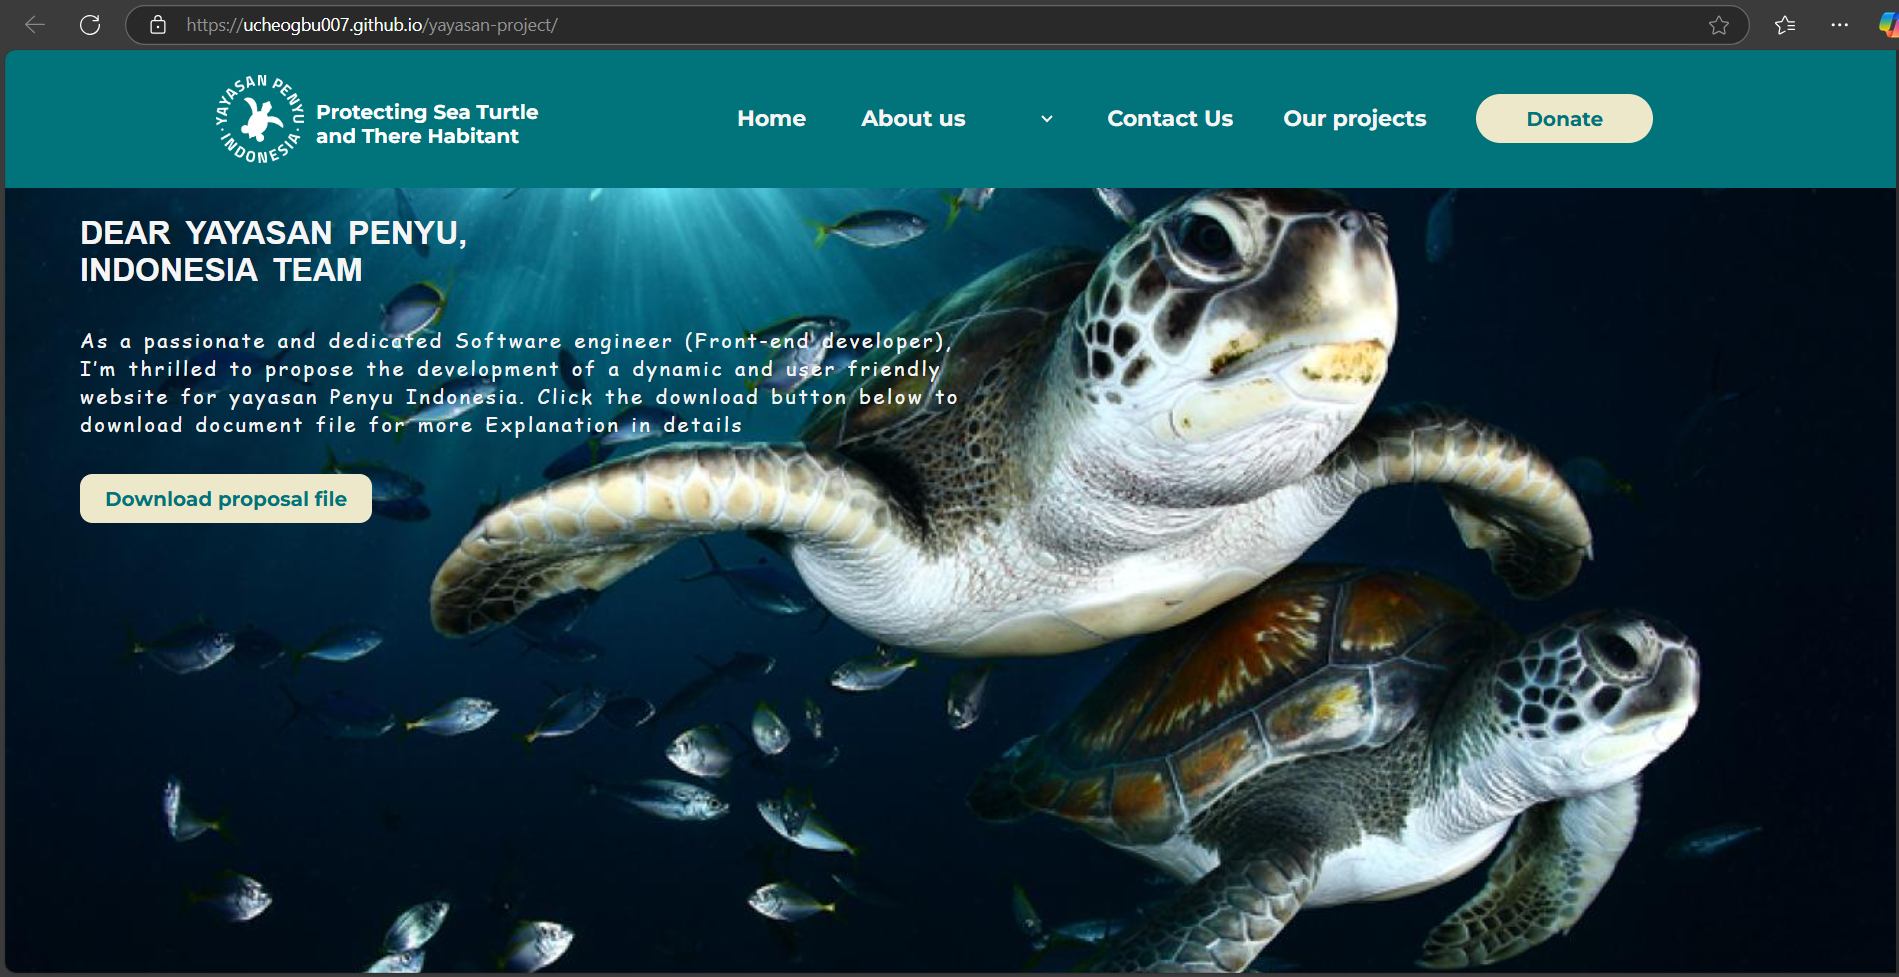 https://ucheogbu007.github.io/yayasan-project/
YAYASAN PENYU
· INDONESIA ·
Protecting Sea Turtle
and There Habitant
Home
About us
Contact Us
Our projects
Donate
DEAR YAYASAN PENYU,
INDONESIA TEAM
As a passionate and dedicated Software engineer (Front-end developer),
I'm thrilled to propose the development of a dynamic and user friendly
website for yayasan Penyu Indonesia. Click the download button below to
download document file for more Explanation in details
Download proposal file